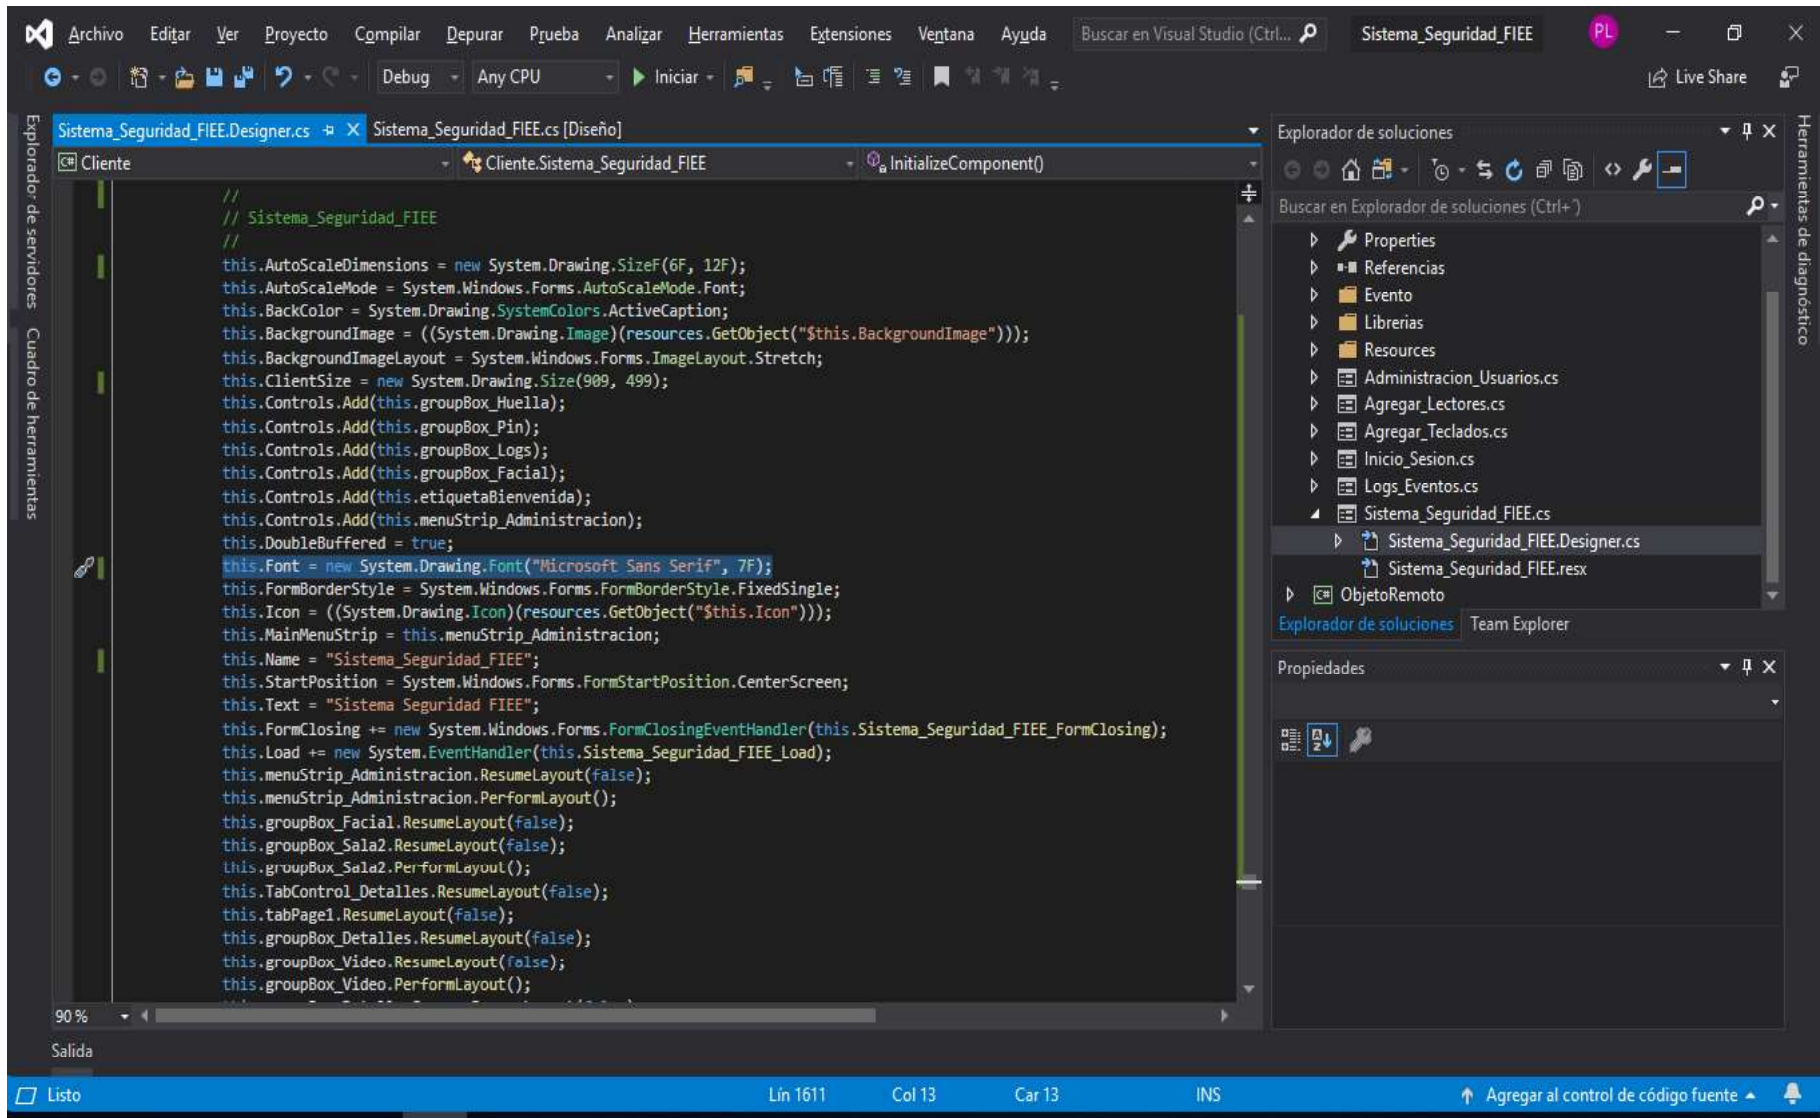 Archivo Editar Ver Proyecto Compilar Depurar Prueba Analizar Herramientas Extensiones Ventana Ayuda Buscar en Visual Studio (Ctrl... Sistema_Seguridad_FIEE PL
Debug Any CPU Iniciar Live Share
Explorador de servidores
Cuadro de herramientas
Sistema_Seguridad_FIEE.Designer.cs Sistema_Seguridad_FIEE.cs [Diseño]
Cliente Cliente.Sistema_Seguridad_FIEE InitializeComponent()
//
// Sistema_Seguridad_FIEE
//
this.AutoScaleDimensions = new System.Drawing.SizeF(6F, 12F);
this.AutoScaleMode = System.Windows.Forms.AutoScaleMode.Font;
this.BackColor = System.Drawing.SystemColors.ActiveCaption;
this.BackgroundImage = ((System.Drawing.Image)(resources.GetObject("$this.BackgroundImage")));
this.BackgroundImageLayout = System.Windows.Forms.ImageLayout.Stretch;
this.ClientSize = new System.Drawing.Size(909, 499);
this.Controls.Add(this.groupBox_Huella);
this.Controls.Add(this.groupBox_Pin);
this.Controls.Add(this.groupBox_Logs);
this.Controls.Add(this.groupBox_Facial);
this.Controls.Add(this.etiquetaBienvenida);
this.Controls.Add(this.menuStrip_Administracion);
this.DoubleBuffered = true;
this.Font = new System.Drawing.Font("Microsoft Sans Serif", 7F);
this.FormBorderStyle = System.Windows.Forms.FormBorderStyle.FixedSingle;
this.Icon = ((System.Drawing.Icon)(resources.GetObject("$this.Icon")));
this.MainMenuStrip = this.menuStrip_Administracion;
this.Name = "Sistema_Seguridad_FIEE";
this.StartPosition = System.Windows.Forms.FormStartPosition.CenterScreen;
this.Text = "Sistema Seguridad FIEE";
this.FormClosing += new System.Windows.Forms.FormClosingEventHandler(this.Sistema_Seguridad_FIEE_FormClosing);
this.Load += new System.EventHandler(this.Sistema_Seguridad_FIEE_Load);
this.menuStrip_Administracion.ResumeLayout(false);
this.menuStrip_Administracion.PerformLayout();
this.groupBox_Facial.ResumeLayout(false);
this.groupBox_Sala2.ResumeLayout(false);
this.groupBox_Sala2.PerformLayout();
this.TabControl_Detalles.ResumeLayout(false);
this.tabPage1.ResumeLayout(false);
this.groupBox_Detalles.ResumeLayout(false);
this.groupBox_Video.ResumeLayout(false);
this.groupBox_Video.PerformLayout();
90 %
Salida
Explorador de soluciones
Buscar en Explorador de soluciones (Ctrl+´)
Properties
Referencias
Evento
Librerias
Resources
Administracion_Usuarios.cs
Agregar_Lectores.cs
Agregar_Teclados.cs
Inicio_Sesion.cs
Logs_Eventos.cs
Sistema_Seguridad_FIEE.cs
Sistema_Seguridad_FIEE.Designer.cs
Sistema_Seguridad_FIEE.resx
C# ObjetoRemoto
Explorador de soluciones Team Explorer
Propiedades
Herramientas de diagnóstico
Listo Lín 1611 Col 13 Car 13 INS Agregar al control de código fuente